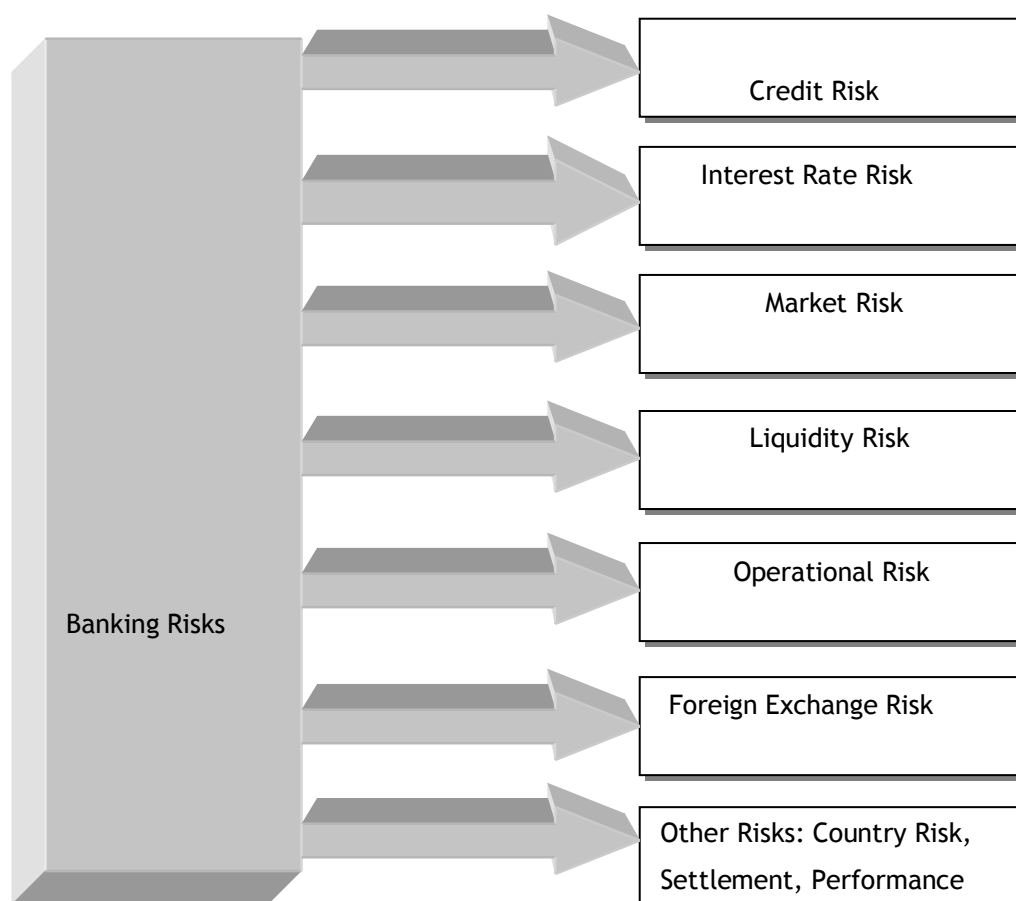 Credit Risk
Interest Rate Risk
Market Risk
Liquidity Risk
Operational Risk
Banking Risks
Foreign Exchange Risk
Other Risks: Country Risk,
Settlement, Performance